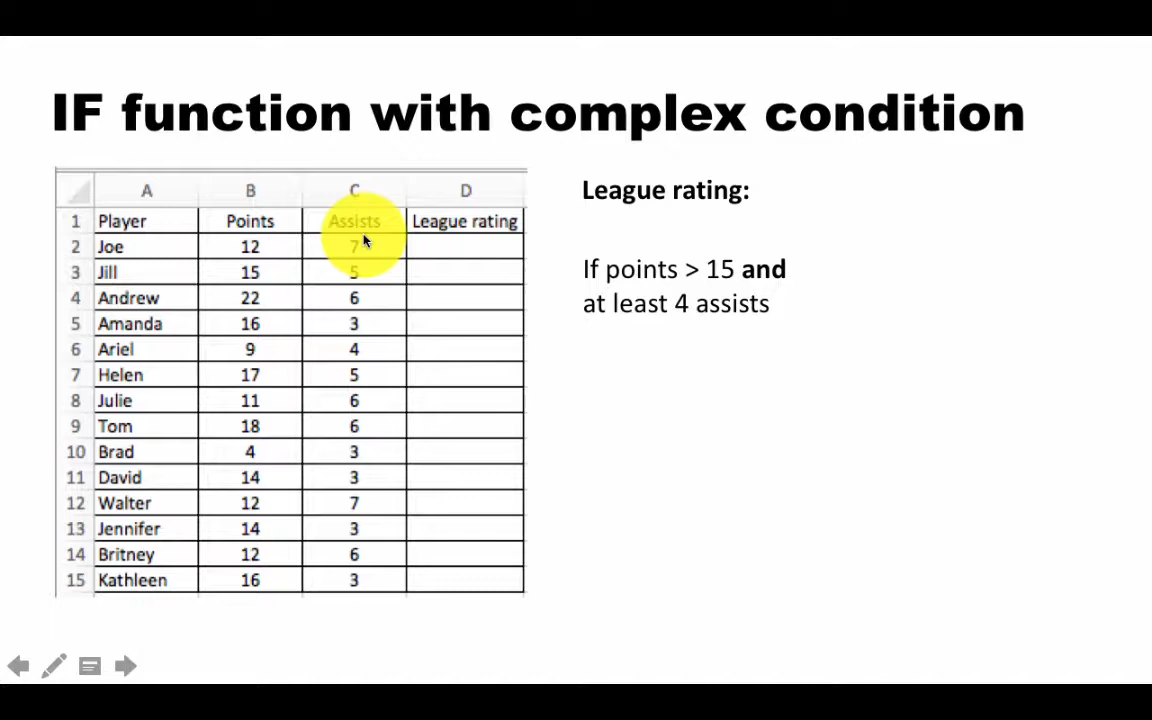 IF function with complex condition
A B C D
1 Player Points Assists League rating
2 Joe 12 7
3 Jill 15 5
4 Andrew 22 6
5 Amanda 16 3
6 Ariel 9 4
7 Helen 17 5
8 Julie 11 6
9 Tom 18 6
10 Brad 4 3
11 David 14 3
12 Walter 12 7
13 Jennifer 14 3
14 Britney 12 6
15 Kathleen 16 3
League rating:
If points > 15 and
at least 4 assists